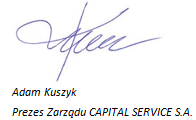 Adam Kuszyk
Prezes Zarządu CAPITAL SERVICE S.A.